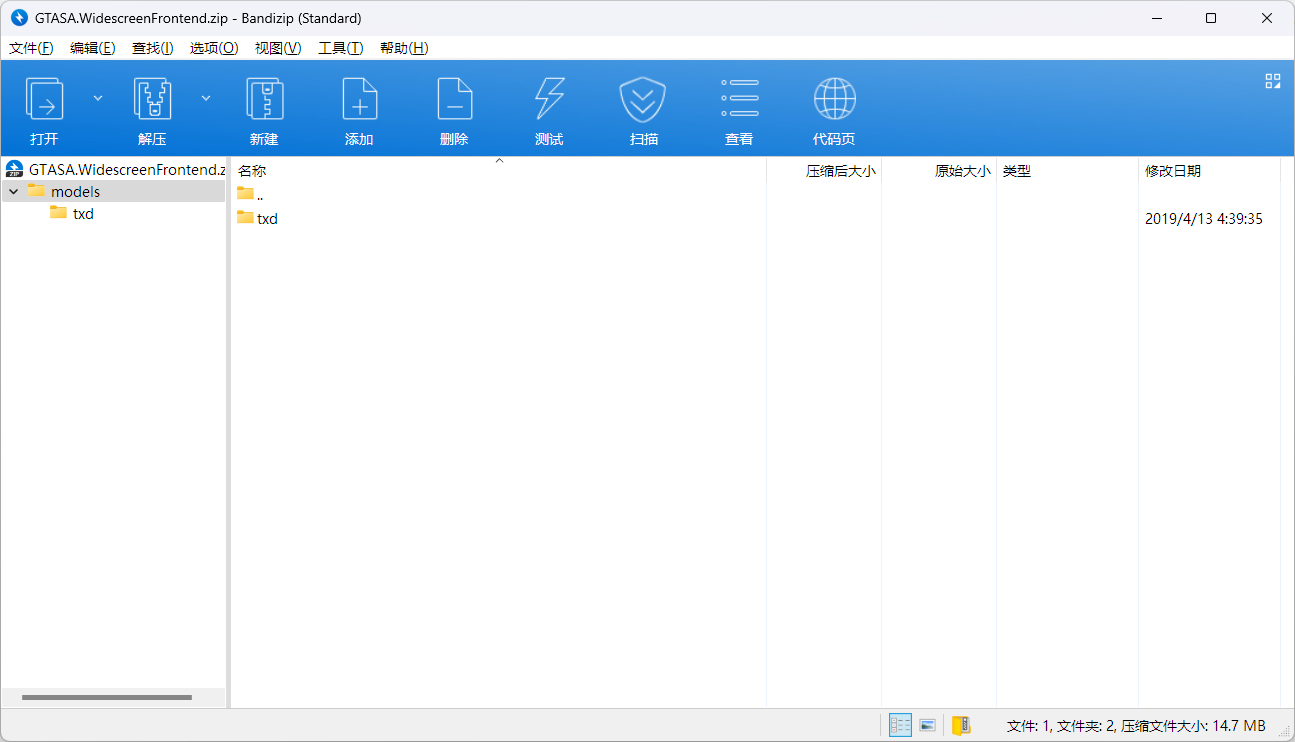 GTASA.WidescreenFrontend.zip - Bandizip (Standard)
文件(F) 编辑(E) 查找(I) 选项(O) 视图(V) 工具(T) 帮助(H)
打开 解压 新建 添加 删除 测试 扫描 查看 代码页
GTASA.WidescreenFrontend.z
名称 压缩后大小 原始大小 类型 修改日期
models
..
txd
txd 2019/4/13 4:39:35
文件: 1, 文件夹: 2, 压缩文件大小: 14.7 MB